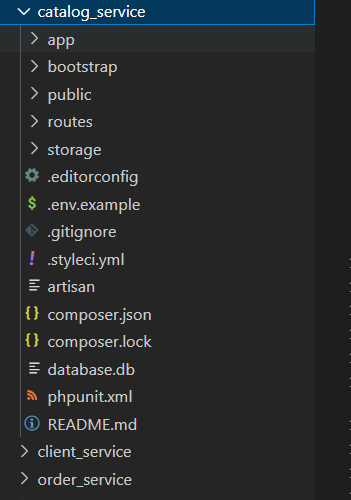 catalog_service
app
bootstrap
public
routes
storage
.editorconfig
.env.example
.gitignore
.styleci.yml
artisan
composer.json
composer.lock
database.db
phpunit.xml
README.md
client_service
order_service